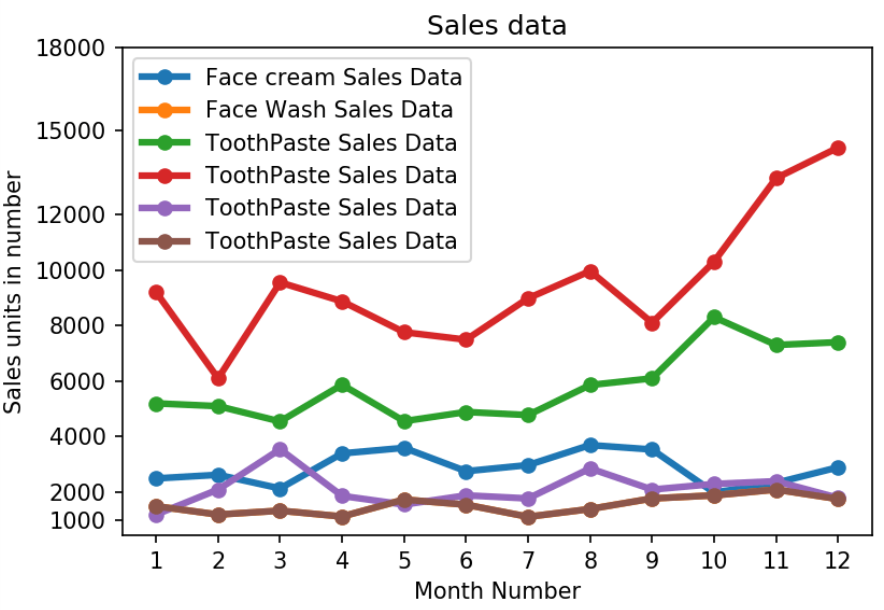 Sales data
18000
15000
12000
10000
8000
6000
4000
2000
1000
Sales units in number
Face cream Sales Data
Face Wash Sales Data
ToothPaste Sales Data
ToothPaste Sales Data
ToothPaste Sales Data
ToothPaste Sales Data
1 2 3 4 5 6 7 8 9 10 11 12
Month Number